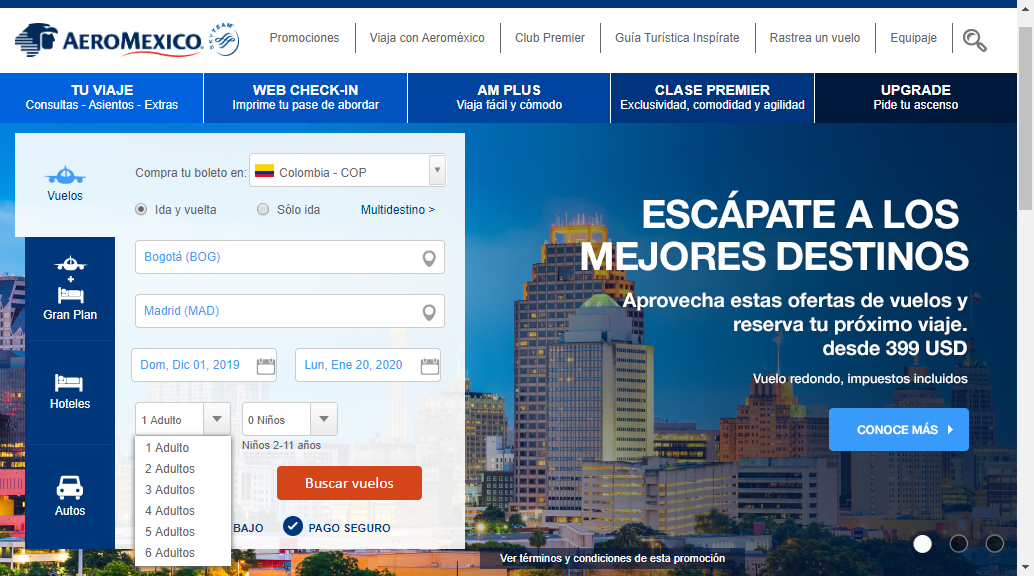 AEROMEXICO
SKYTEAM
Promociones
Viaja con Aeroméxico
Club Premier
Guía Turística Inspírate
Rastrea un vuelo
Equipaje
TU VIAJE
Consultas - Asientos - Extras
WEB CHECK-IN
Imprime tu pase de abordar
AM PLUS
Viaja fácil y cómodo
CLASE PREMIER
Exclusividad, comodidad y agilidad
UPGRADE
Pide tu ascenso
Vuelos
Gran Plan
Hoteles
Autos
Compra tu boleto en:
Colombia - COP
Ida y vuelta
Sólo ida
Multidestino >
Bogotá (BOG)
Madrid (MAD)
Dom, Dic 01, 2019
Lun, Ene 20, 2020
1 Adulto
0 Niños
Niños 2-11 años
1 Adulto
2 Adultos
3 Adultos
4 Adultos
5 Adultos
6 Adultos
Buscar vuelos
BAJO
PAGO SEGURO
ESCÁPATE A LOS
MEJORES DESTINOS
Aprovecha estas ofertas de vuelos y
reserva tu próximo viaje.
desde 399 USD
Vuelo redondo, impuestos incluidos
CONOCE MÁS
Ver términos y condiciones de esta promoción